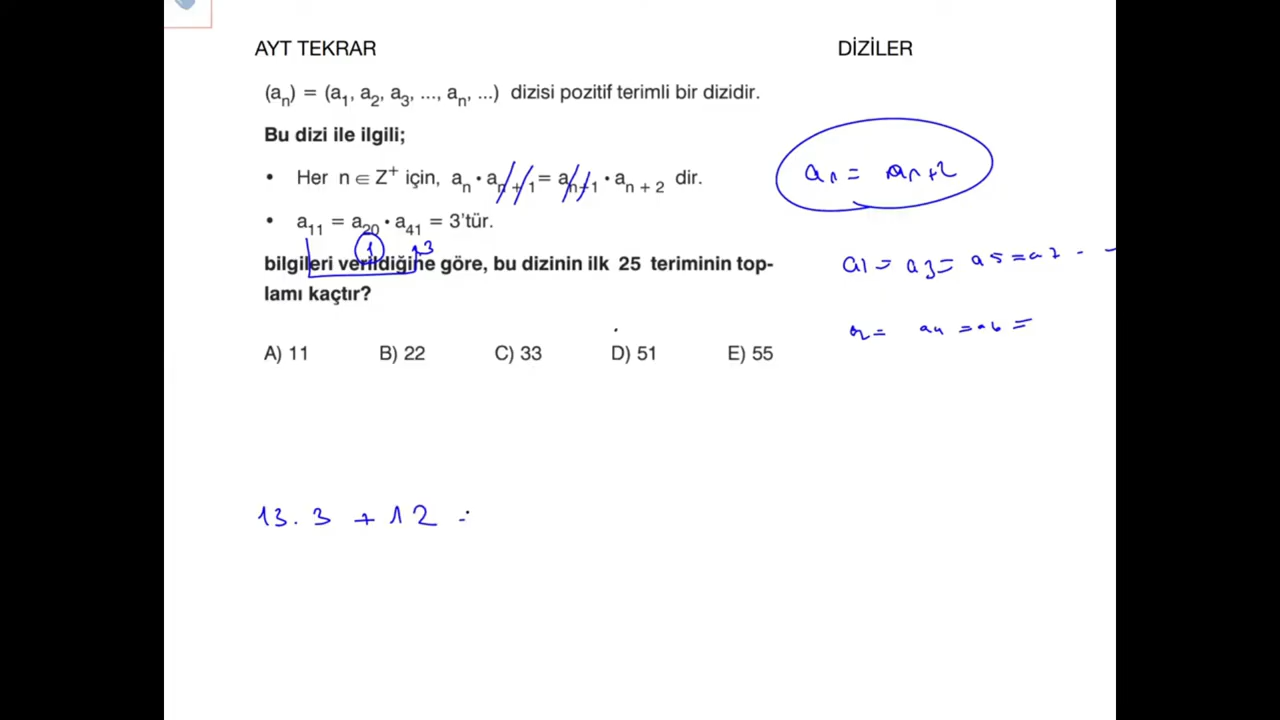 AYT TEKRAR DİZİLER
(aₙ) = (a₁, a₂, a₃, ..., aₙ, ...) dizisi pozitif terimli bir dizidir.
Bu dizi ile ilgili;
• Her n ∈ Z⁺ için, aₙ · aₙ₊₁ = aₙ₊₁ · aₙ₊₂ dir.
aₙ = aₙ₊₂
• a₁₁ = a₂₀ · a₄₁ = 3'tür.
1 3
bilgileri verildiğine göre, bu dizinin ilk 25 teriminin top-
a1 = a3 = a5 = a7 - -
lamı kaçtır?
a2 = a4 = a6 =
A) 11 B) 22 C) 33 D) 51 E) 55
13. 3 + 12 =